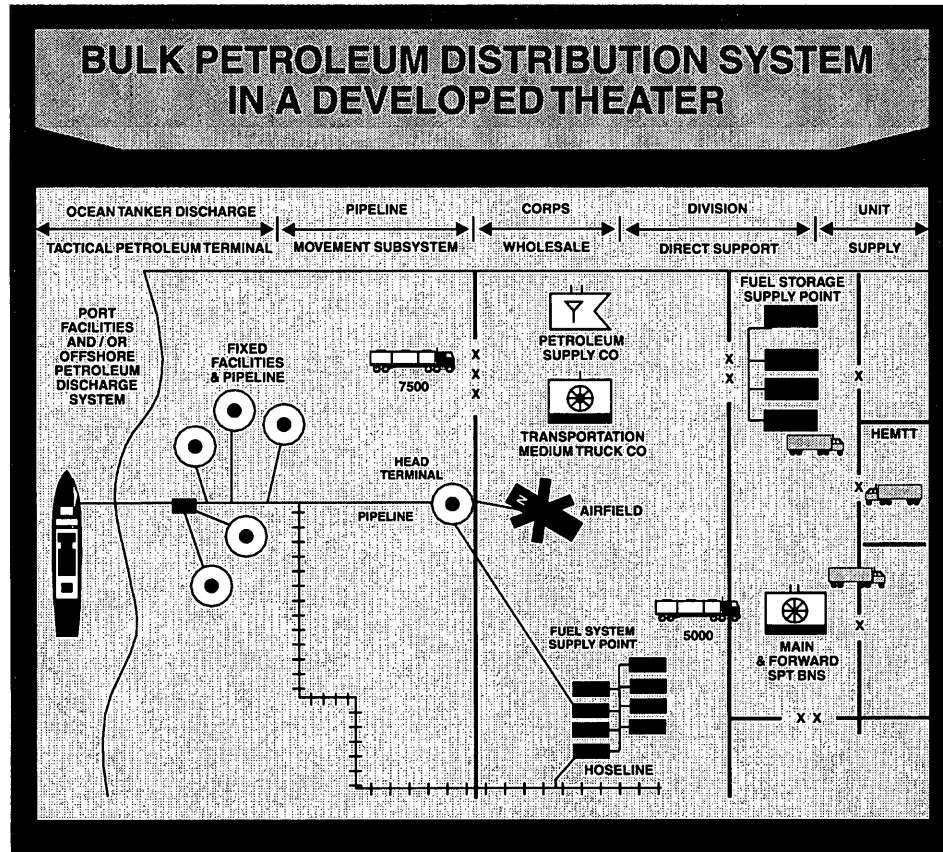 BULK PETROLEUM DISTRIBUTION SYSTEM
IN A DEVELOPED THEATER
OCEAN TANKER DISCHARGE
PIPELINE
CORPS
DIVISION
UNIT
TACTICAL PETROLEUM TERMINAL
MOVEMENT SUBSYSTEM
WHOLESALE
DIRECT SUPPORT
SUPPLY
PORT
FACILITIES
AND / OR
OFFSHORE
PETROLEUM
DISCHARGE
SYSTEM
FIXED
FACILITIES
& PIPELINE
7500
X
X
X
PETROLEUM
SUPPLY CO
TRANSPORTATION
MEDIUM TRUCK CO
X
X
FUEL STORAGE
SUPPLY POINT
X
HEMTT
X
HEAD
TERMINAL
PIPELINE
N
AIRFIELD
FUEL SYSTEM
SUPPLY POINT
5000
MAIN
& FORWARD
SPT BNS
X
X X
HOSELINE